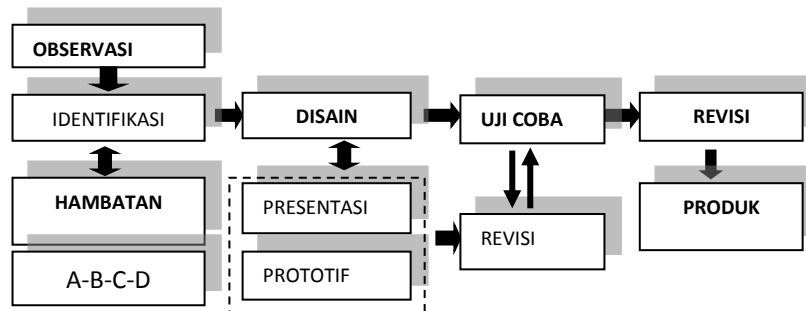 OBSERVASI
IDENTIFIKASI
HAMBATAN
A-B-C-D
DISAIN
PRESENTASI
PROTOTIF
UJI COBA
REVISI
REVISI
PRODUK